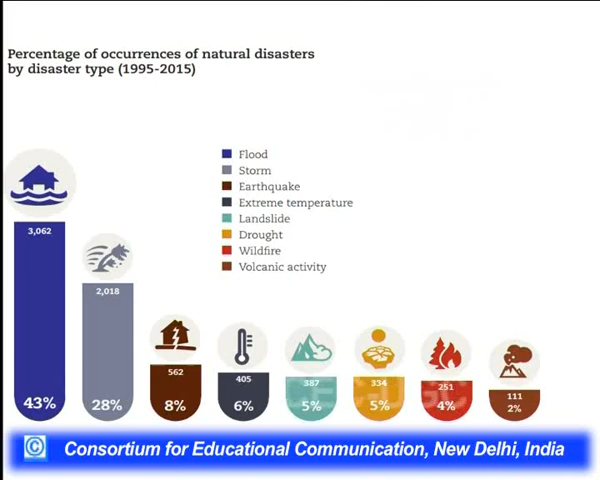 Percentage of occurrences of natural disasters
by disaster type (1995-2015)
Flood
Storm
Earthquake
Extreme temperature
Landslide
Drought
Wildfire
Volcanic activity
3,062
43%
2,018
28%
562
8%
405
6%
387
5%
334
5%
251
4%
111
2%
© Consortium for Educational Communication, New Delhi, India